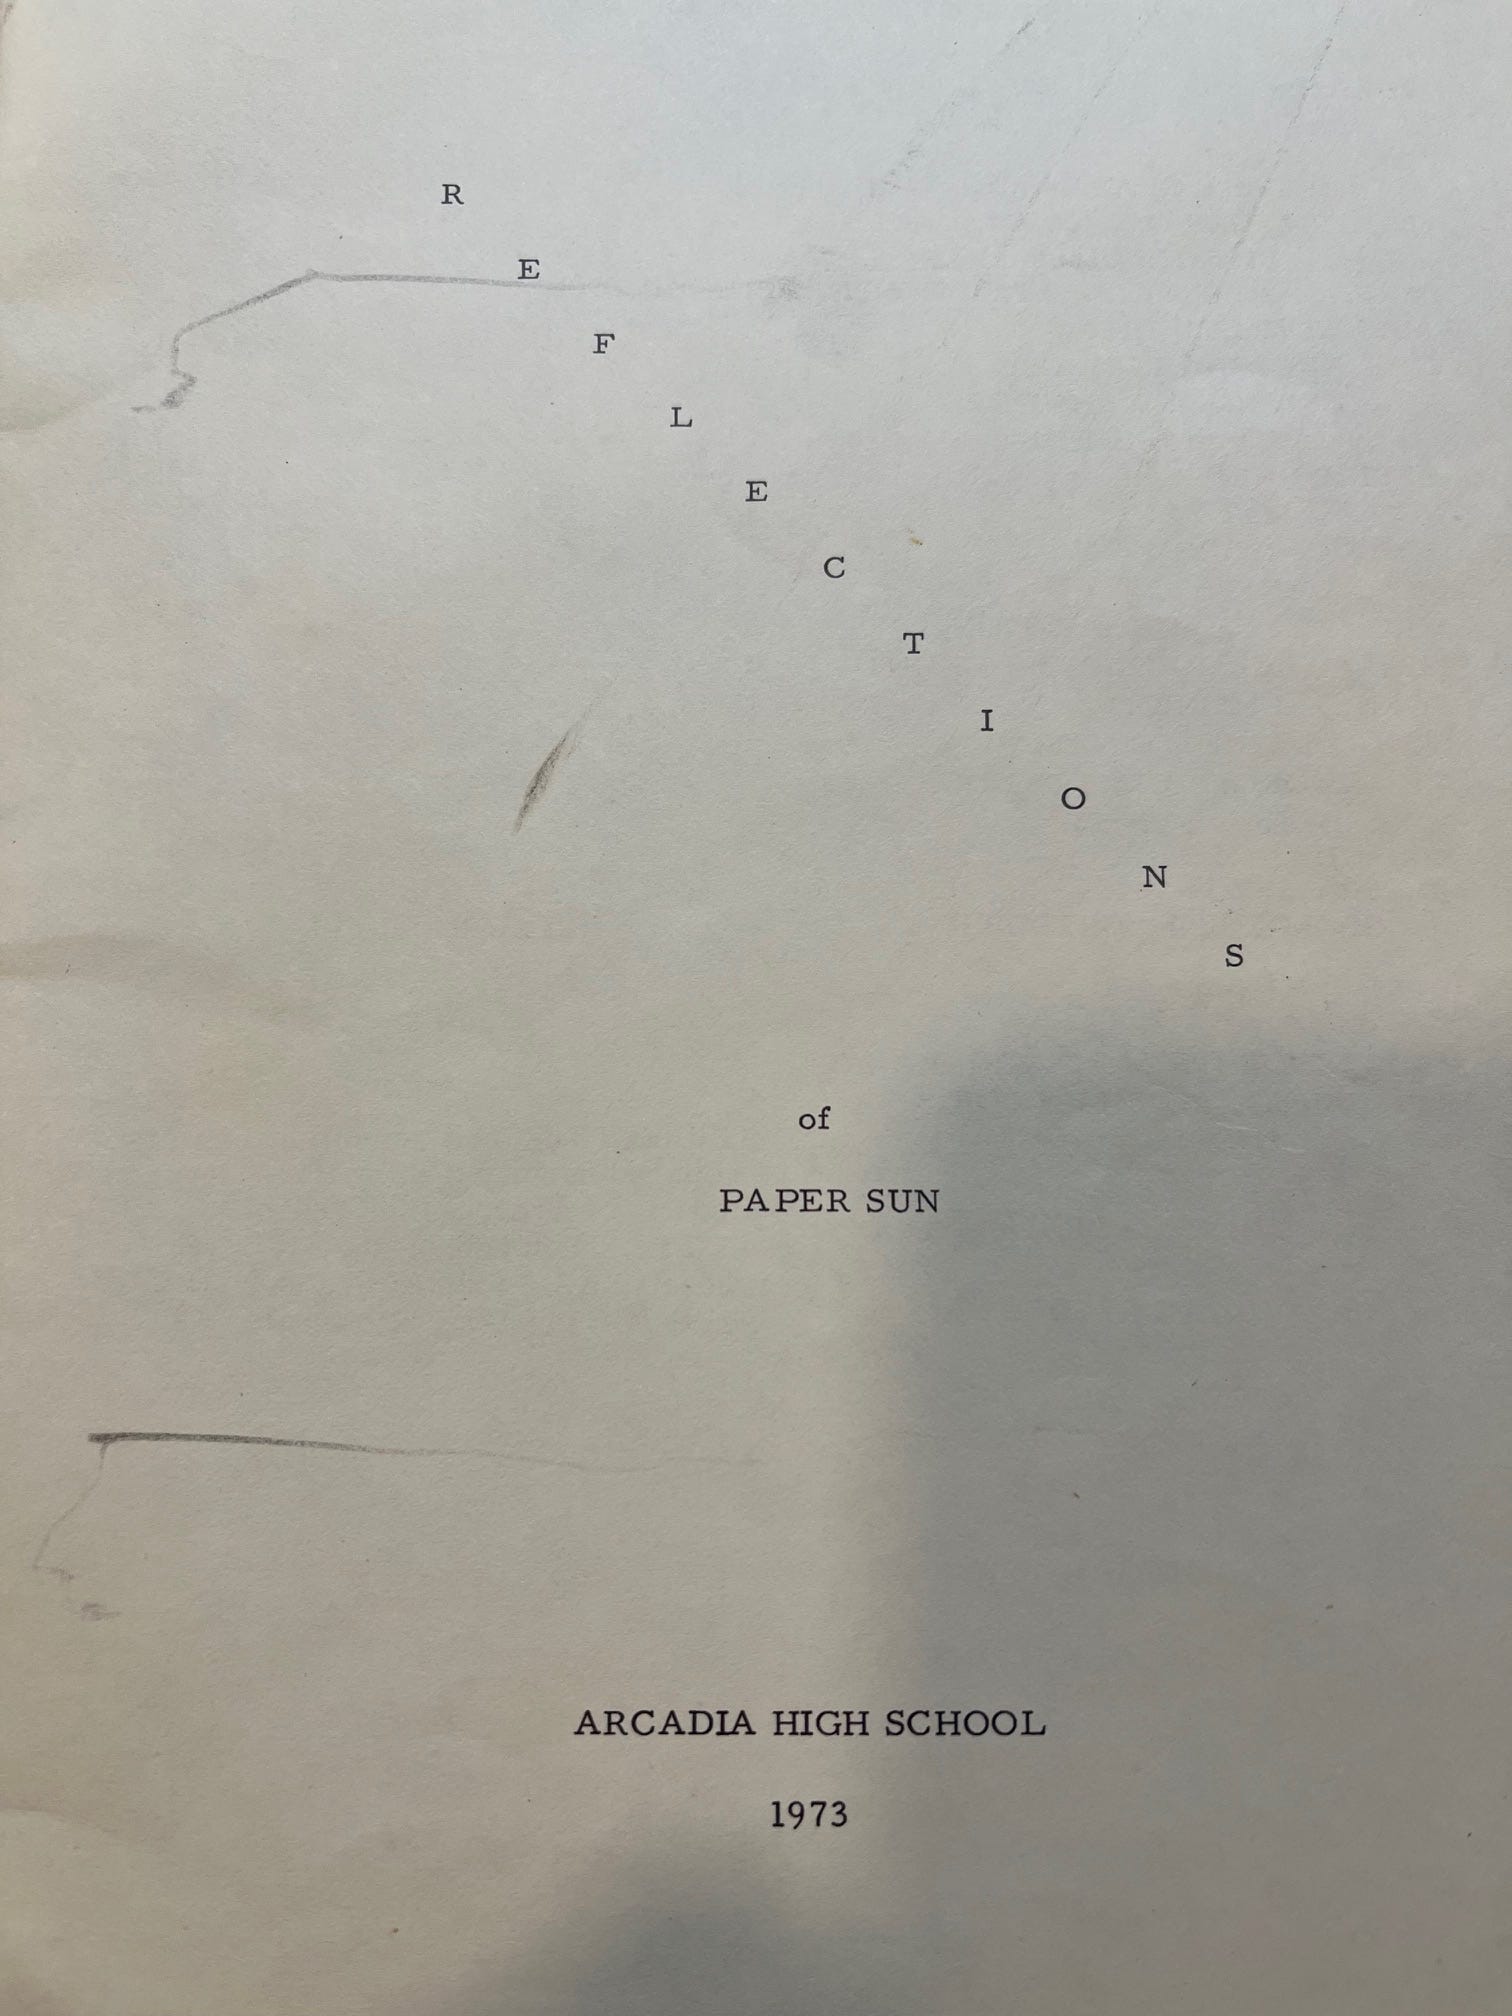 R
E
F
L
E
C
T
I
O
N
S
of
PAPER SUN
ARCADIA HIGH SCHOOL
1973